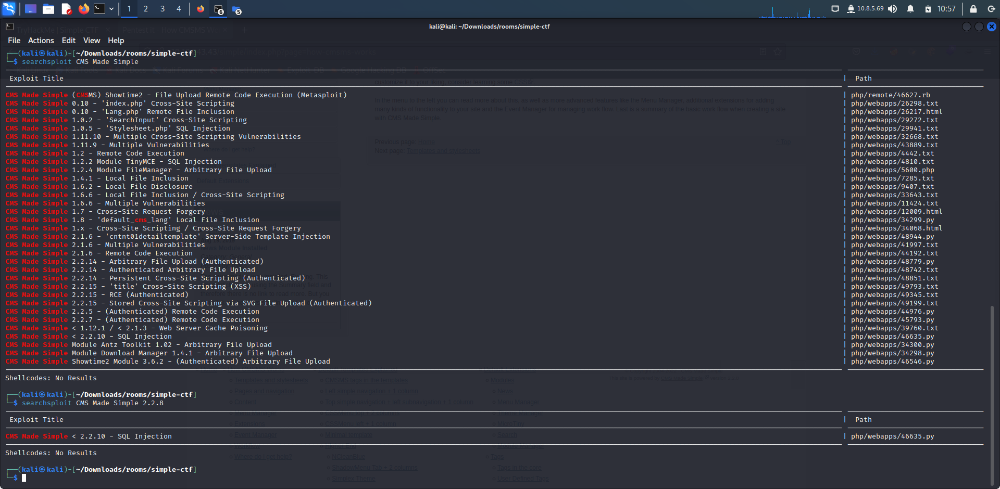 1 2 3 4 6 5 10.8.5.69 10:57
TryHackMe | Simple CTF
kali@kali: ~/Downloads/rooms/simple-ctf
File Actions Edit View Help
┌──(kali㉿kali)-[~/Downloads/rooms/simple-ctf]
└─$ searchsploit CMS Made Simple
Exploit Title | Path
CMS Made Simple (CMSMS) Showtime2 - File Upload Remote Code Execution (Metasploit) | php/remote/46627.rb
CMS Made Simple 0.10 - 'index.php' Cross-Site Scripting | php/webapps/26298.txt
CMS Made Simple 0.10 - 'Lang.php' Remote File Inclusion | php/webapps/26217.html
CMS Made Simple 1.0.2 - 'SearchInput' Cross-Site Scripting | php/webapps/29272.txt
CMS Made Simple 1.0.5 - 'Stylesheet.php' SQL Injection | php/webapps/29941.txt
CMS Made Simple 1.11.10 - Multiple Cross-Site Scripting Vulnerabilities | php/webapps/32668.txt
CMS Made Simple 1.11.9 - Multiple Vulnerabilities | php/webapps/43889.txt
CMS Made Simple 1.2 - Remote Code Execution | php/webapps/4442.txt
CMS Made Simple 1.2.2 Module TinyMCE - SQL Injection | php/webapps/4810.txt
CMS Made Simple 1.2.4 Module FileManager - Arbitrary File Upload | php/webapps/5600.php
CMS Made Simple 1.4.1 - Local File Inclusion | php/webapps/7285.txt
CMS Made Simple 1.6.2 - Local File Disclosure | php/webapps/9407.txt
CMS Made Simple 1.6.6 - Local File Inclusion / Cross-Site Scripting | php/webapps/33643.txt
CMS Made Simple 1.6.6 - Multiple Vulnerabilities | php/webapps/11424.txt
CMS Made Simple 1.7 - Cross-Site Request Forgery | php/webapps/12009.html
CMS Made Simple 1.8 - 'default_cms_lang' Local File Inclusion | php/webapps/34299.py
CMS Made Simple 1.x - Cross-Site Scripting / Cross-Site Request Forgery | php/webapps/34068.html
CMS Made Simple 2.1.6 - 'cntnt01detailtemplate' Server-Side Template Injection | php/webapps/48944.py
CMS Made Simple 2.1.6 - Multiple Vulnerabilities | php/webapps/41997.txt
CMS Made Simple 2.1.6 - Remote Code Execution | php/webapps/44192.txt
CMS Made Simple 2.2.14 - Arbitrary File Upload (Authenticated) | php/webapps/48779.py
CMS Made Simple 2.2.14 - Authenticated Arbitrary File Upload | php/webapps/48742.txt
CMS Made Simple 2.2.14 - Persistent Cross-Site Scripting (Authenticated) | php/webapps/48851.txt
CMS Made Simple 2.2.15 - 'title' Cross-Site Scripting (XSS) | php/webapps/49793.txt
CMS Made Simple 2.2.15 - RCE (Authenticated) | php/webapps/49345.txt
CMS Made Simple 2.2.15 - Stored Cross-Site Scripting via SVG File Upload (Authenticated) | php/webapps/49199.txt
CMS Made Simple 2.2.5 - (Authenticated) Remote Code Execution | php/webapps/44976.py
CMS Made Simple 2.2.7 - (Authenticated) Remote Code Execution | php/webapps/45793.py
CMS Made Simple < 1.12.1 / < 2.1.3 - Web Server Cache Poisoning | php/webapps/39760.txt
CMS Made Simple < 2.2.10 - SQL Injection | php/webapps/46635.py
CMS Made Simple Module Antz Toolkit 1.02 - Arbitrary File Upload | php/webapps/34300.py
CMS Made Simple Module Download Manager 1.4.1 - Arbitrary File Upload | php/webapps/34298.py
CMS Made Simple Showtime2 Module 3.6.2 - (Authenticated) Arbitrary File Upload | php/webapps/46546.py
Shellcodes: No Results
┌──(kali㉿kali)-[~/Downloads/rooms/simple-ctf]
└─$ searchsploit CMS Made Simple 2.2.8
Exploit Title | Path
CMS Made Simple < 2.2.10 - SQL Injection | php/webapps/46635.py
Shellcodes: No Results
┌──(kali㉿kali)-[~/Downloads/rooms/simple-ctf]
└─$